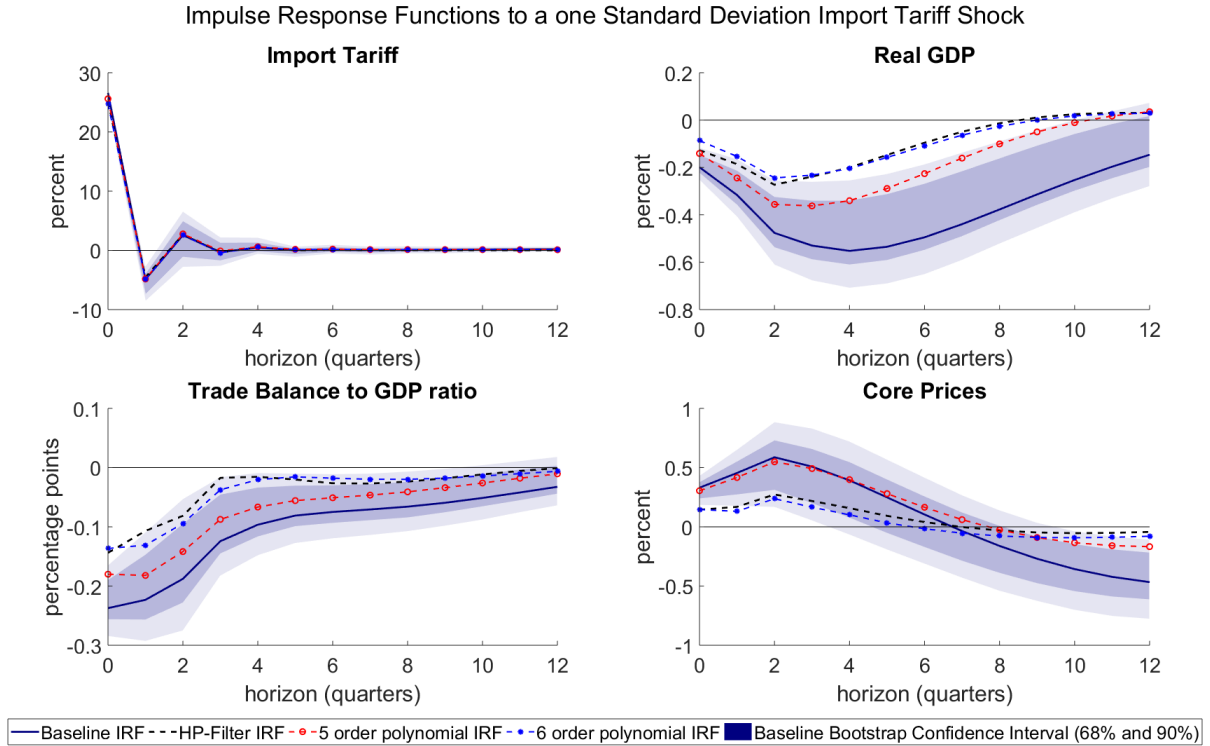 Impulse Response Functions to a one Standard Deviation Import Tariff Shock
Import Tariff
30
20
10
0
-10
percent
0 2 4 6 8 10 12
horizon (quarters)
Real GDP
0.2
0
-0.2
-0.4
-0.6
-0.8
percent
0 2 4 6 8 10 12
horizon (quarters)
Trade Balance to GDP ratio
0.1
0
-0.1
-0.2
-0.3
percentage points
0 2 4 6 8 10 12
horizon (quarters)
Core Prices
1
0.5
0
-0.5
-1
percent
0 2 4 6 8 10 12
horizon (quarters)
Baseline IRF HP-Filter IRF 5 order polynomial IRF 6 order polynomial IRF Baseline Bootstrap Confidence Interval (68% and 90%)